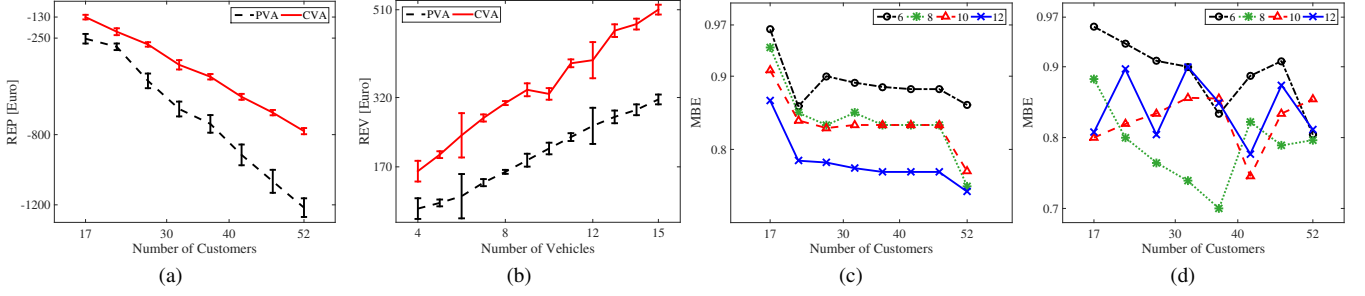 -130
-250
-800
-1200
REP [Euro]
PVA CVA
17 30 40 52
Number of Customers
(a)
510
320
170
REV [Euro]
PVA CVA
4 8 12 15
Number of Vehicles
(b)
0.97
0.9
0.8
MBE
6 8 10 12
17 30 40 52
Number of Customers
(c)
0.97
0.9
0.8
0.7
MBE
6 8 10 12
17 30 40 52
Number of Customers
(d)